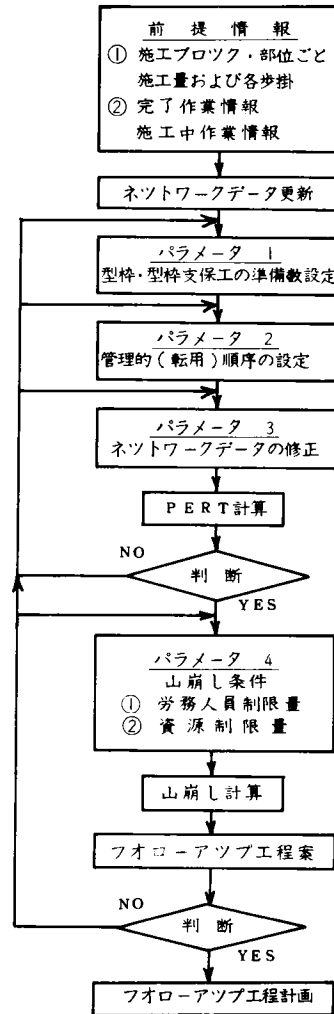 前提情報
① 施工ブロツク・部位ごと
施工量および各歩掛
② 完了作業情報
施工中作業情報
ネツトワークデータ更新
パラメータ 1
型枠・型枠支保工の準備数設定
パラメータ 2
管理的(転用)順序の設定
パラメータ 3
ネツトワークデータの修正
PERT計算
NO
判断
YES
パラメータ 4
山崩し条件
① 労務人員制限量
② 資源制限量
山崩し計算
フオローアツプ工程案
NO
判断
YES
フオローアツプ工程計画